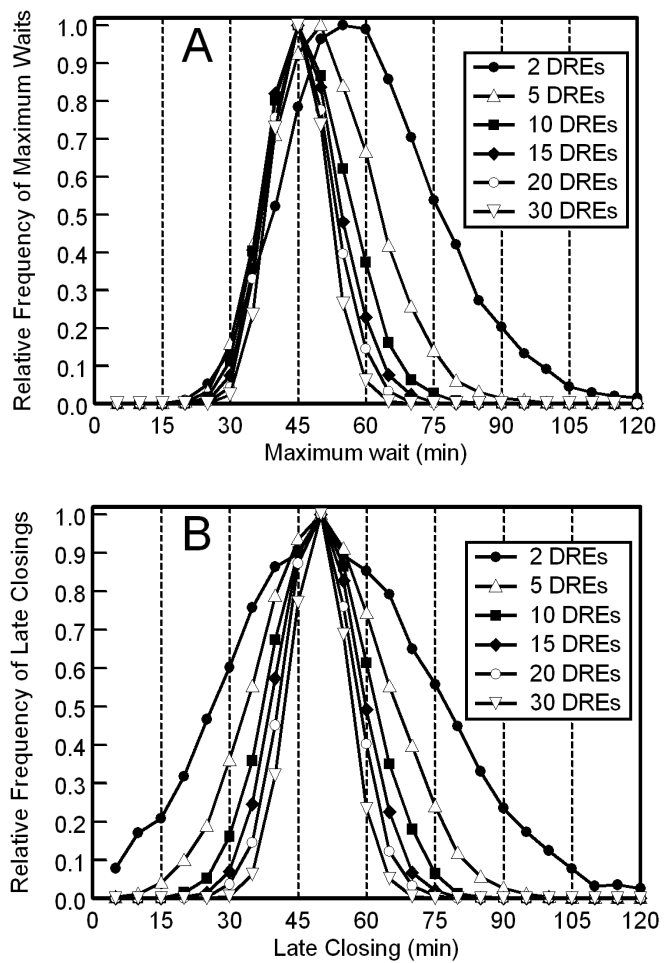 A
Relative Frequency of Maximum Waits
1.0
0.9
0.8
0.7
0.6
0.5
0.4
0.3
0.2
0.1
0.0
2 DREs
5 DREs
10 DREs
15 DREs
20 DREs
30 DREs
0 15 30 45 60 75 90 105 120
Maximum wait (min)
B
Relative Frequency of Late Closings
1.0
0.9
0.8
0.7
0.6
0.5
0.4
0.3
0.2
0.1
0.0
2 DREs
5 DREs
10 DREs
15 DREs
20 DREs
30 DREs
0 15 30 45 60 75 90 105 120
Late Closing (min)